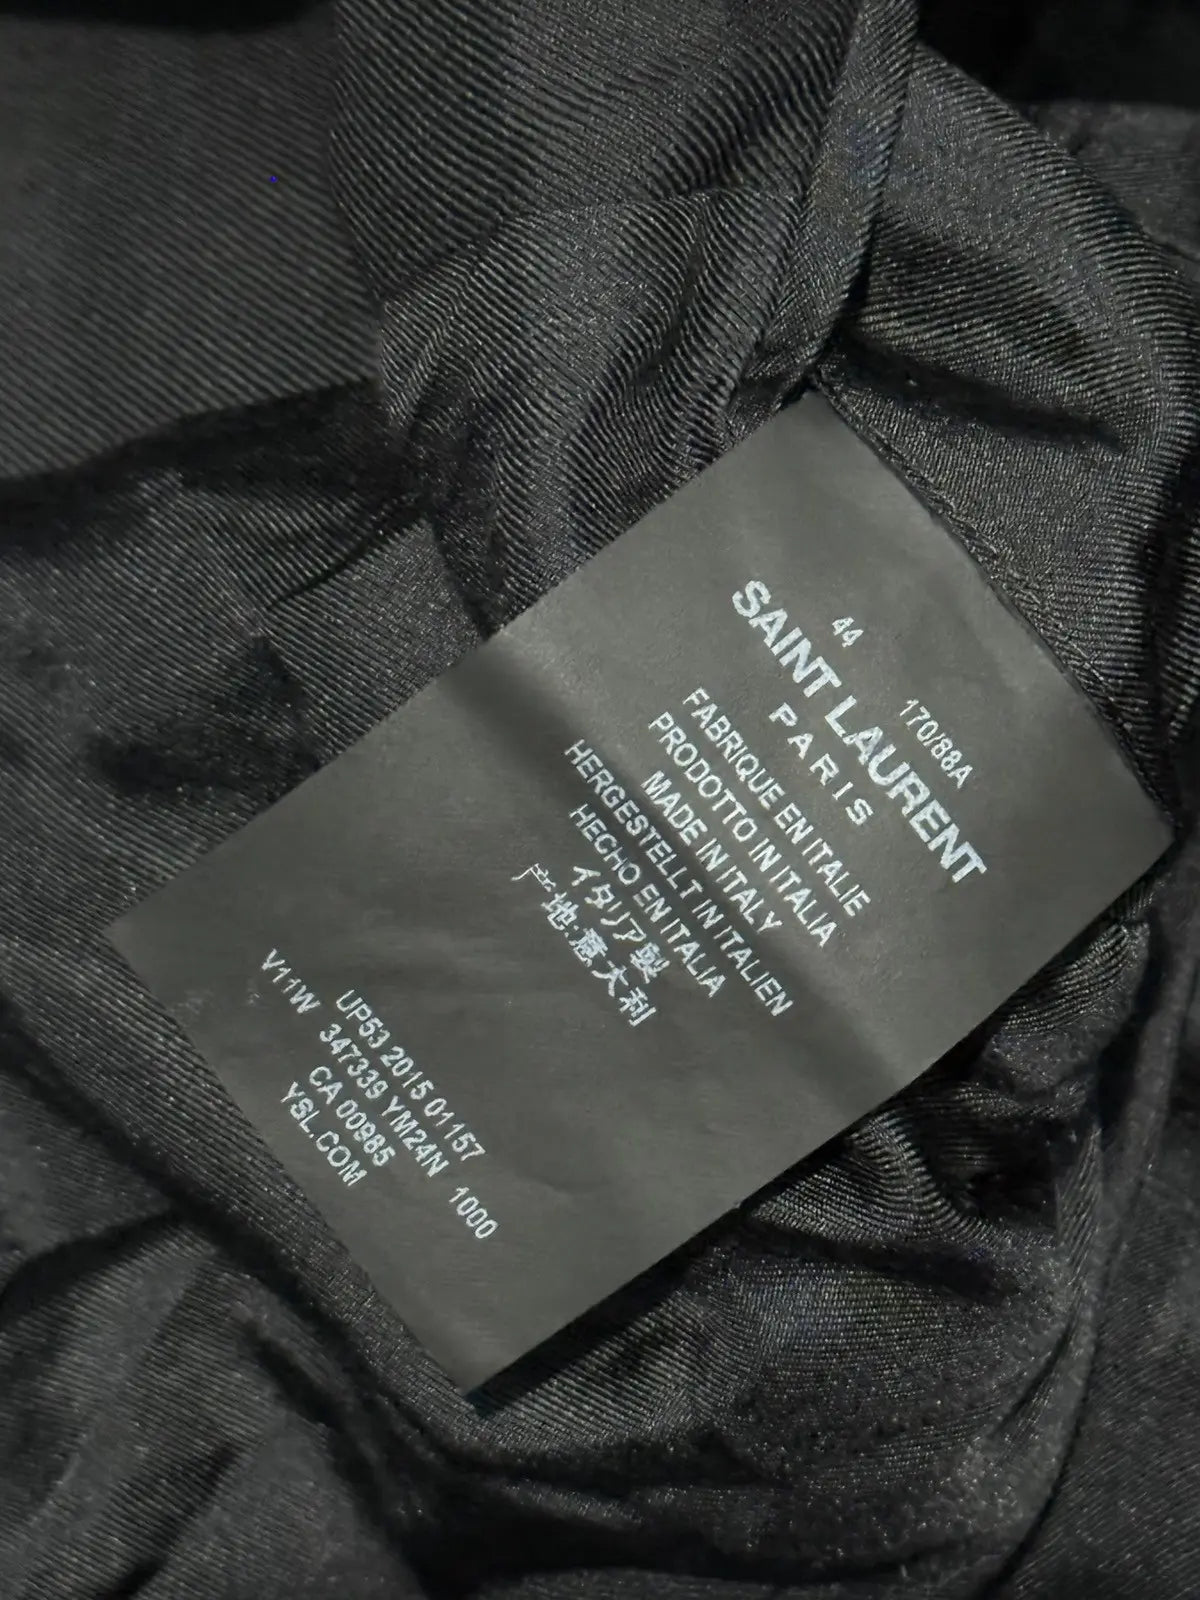 44 170/88A
SAINT LAURENT
PARIS
FABRIQUE EN ITALIE
PRODOTTO IN ITALIA
MADE IN ITALY
HERGESTELLT IN ITALIEN
HECHO EN ITALIA
イタリア製
产地:意大利
UP53 2015 01157
V11W 347339 YM24N 1000
CA 00985
YSL.COM